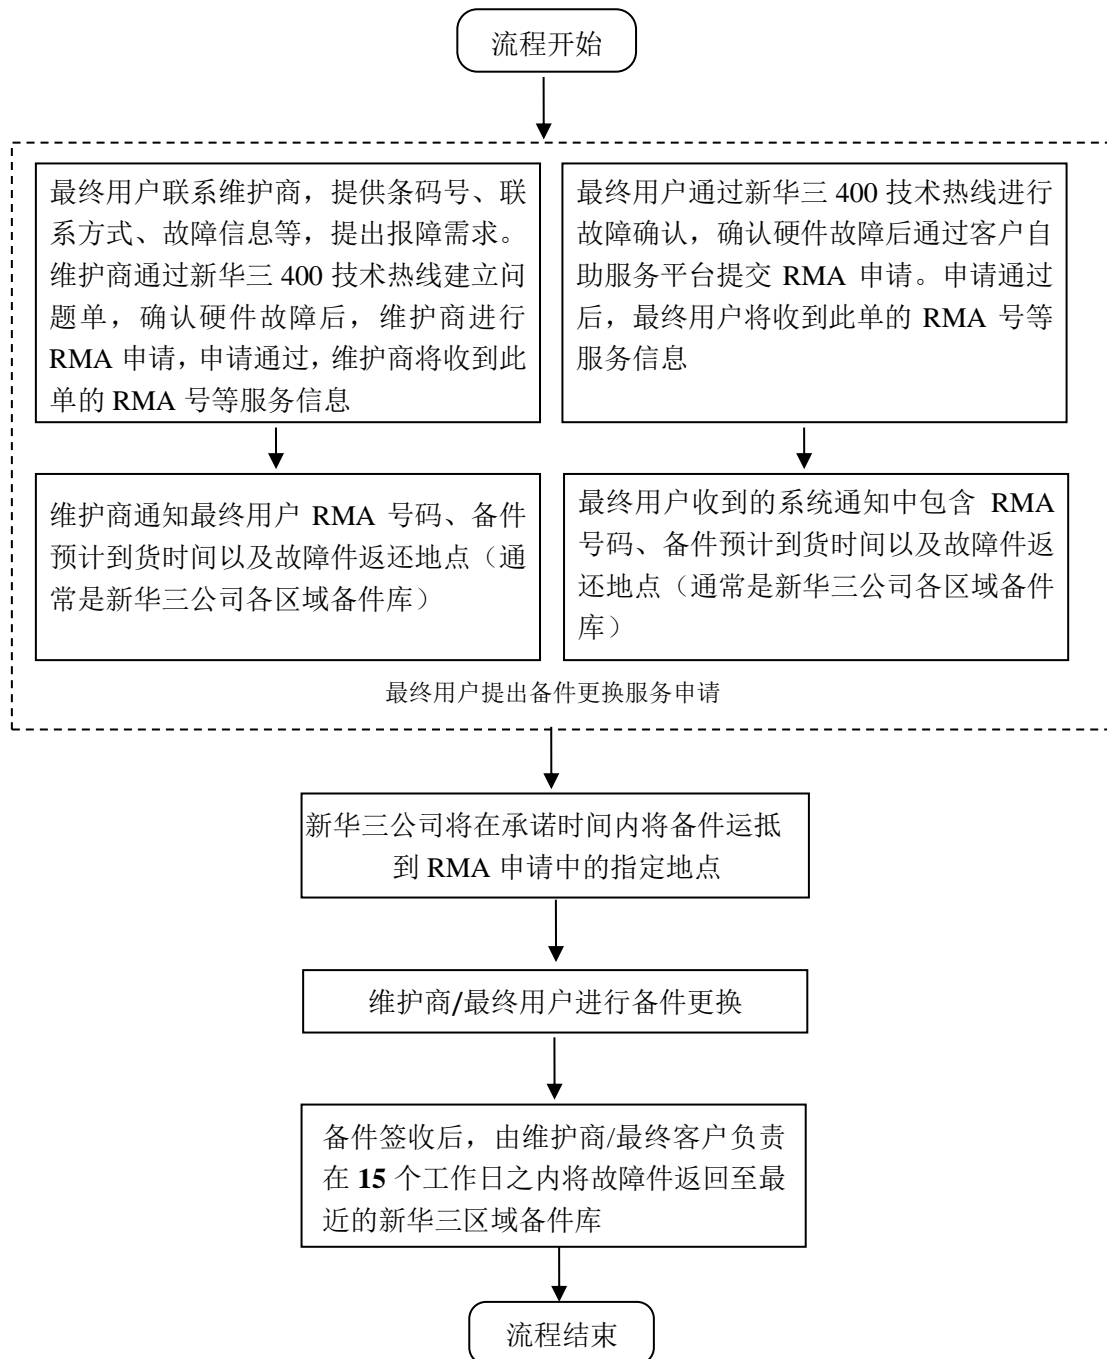 流程开始
最终用户联系维护商，提供条码号、联
系方式、故障信息等，提出报障需求。
维护商通过新华三 400 技术热线建立问
题单，确认硬件故障后，维护商进行
RMA 申请，申请通过，维护商将收到此
单的 RMA 号等服务信息
最终用户通过新华三 400 技术热线进行
故障确认，确认硬件故障后通过客户自
助服务平台提交 RMA 申请。申请通过
后，最终用户将收到此单的 RMA 号等
服务信息
维护商通知最终用户 RMA 号码、备件
预计到货时间以及故障件返还地点（通
常是新华三公司各区域备件库）
最终用户收到的系统通知中包含 RMA
号码、备件预计到货时间以及故障件返
还地点（通常是新华三公司各区域备件
库）
最终用户提出备件更换服务申请
新华三公司将在承诺时间内将备件运抵
到 RMA 申请中的指定地点
维护商/最终用户进行备件更换
备件签收后，由维护商/最终客户负责
在 15 个工作日之内将故障件返回至最
近的新华三区域备件库
流程结束